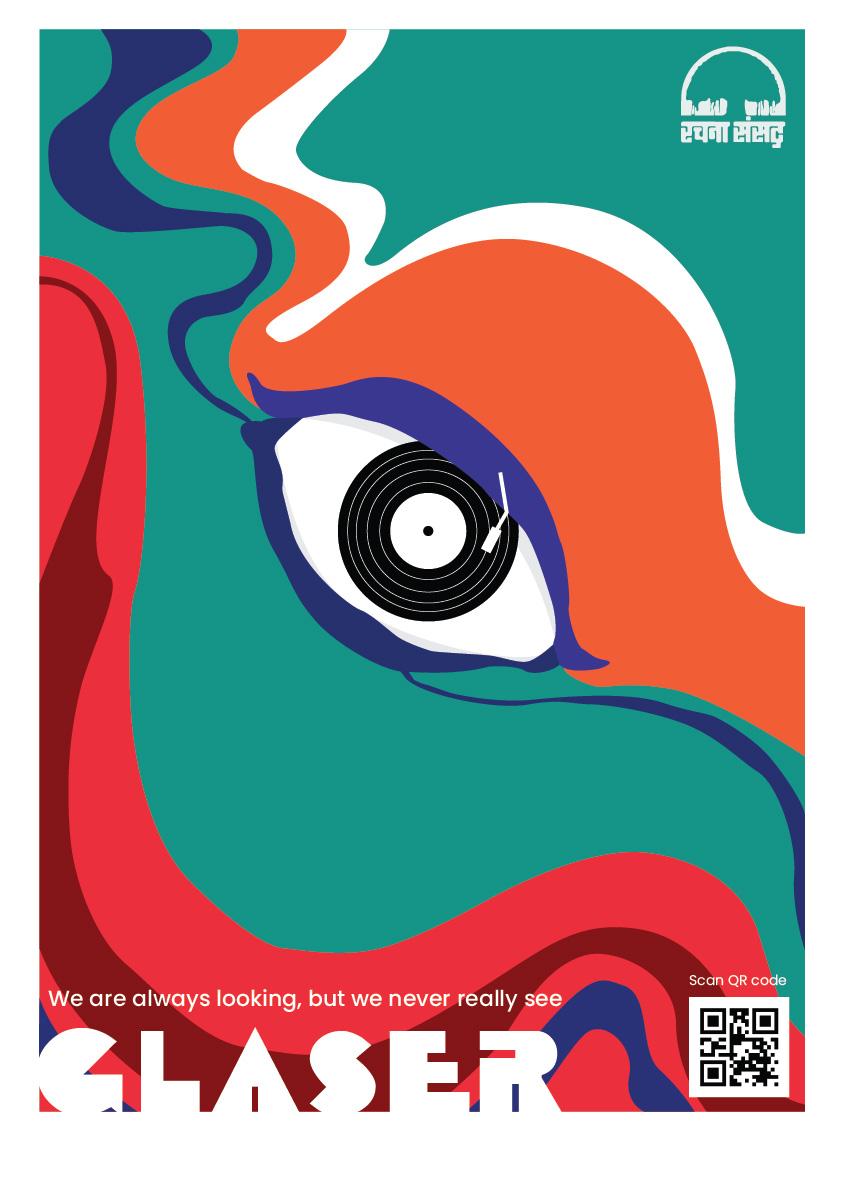 रचना संसद
We are always looking, but we never really see
Scan QR code
GLASER